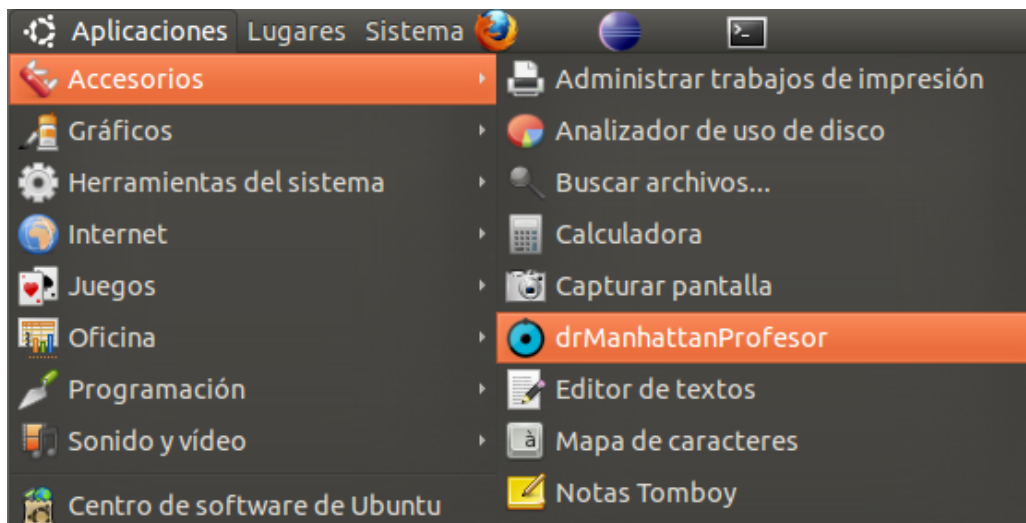 Aplicaciones Lugares Sistema
Accesorios
Gráficos
Herramientas del sistema
Internet
Juegos
Oficina
Programación
Sonido y vídeo
Centro de software de Ubuntu
Administrar trabajos de impresión
Analizador de uso de disco
Buscar archivos...
Calculadora
Capturar pantalla
drManhattanProfesor
Editor de textos
Mapa de caracteres
Notas Tomboy